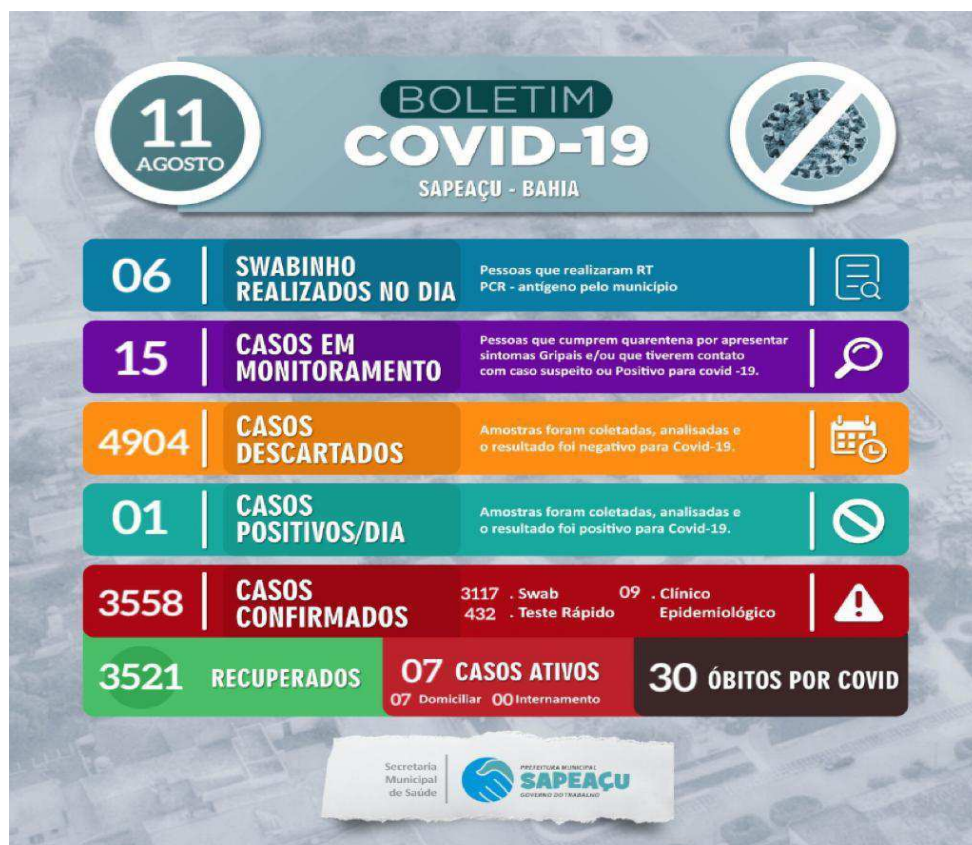 11
AGOSTO
BOLETIM
COVID-19
SAPEAÇU - BAHIA
06
SWABINHO
REALIZADOS NO DIA
Pessoas que realizaram RT
PCR - antígeno pelo município
15
CASOS EM
MONITORAMENTO
Pessoas que cumprem quarentena por apresentar
sintomas Gripais e/ou que tiverem contato
com caso suspeito ou Positivo para covid -19.
4904
CASOS
DESCARTADOS
Amostras foram coletadas, analisadas e
o resultado foi negativo para Covid-19.
01
CASOS
POSITIVOS/DIA
Amostras foram coletadas, analisadas e
o resultado foi positivo para Covid-19.
3558
CASOS
CONFIRMADOS
3117 . Swab
432 . Teste Rápido
09 . Clínico
Epidemiológico
3521 RECUPERADOS
07 CASOS ATIVOS
07 Domiciliar 00 Internamento
30 ÓBITOS POR COVID
Secretaria
Municipal
de Saúde
PREFEITURA MUNICIPAL
SAPEAÇU
GOVERNO DO TRABALHO